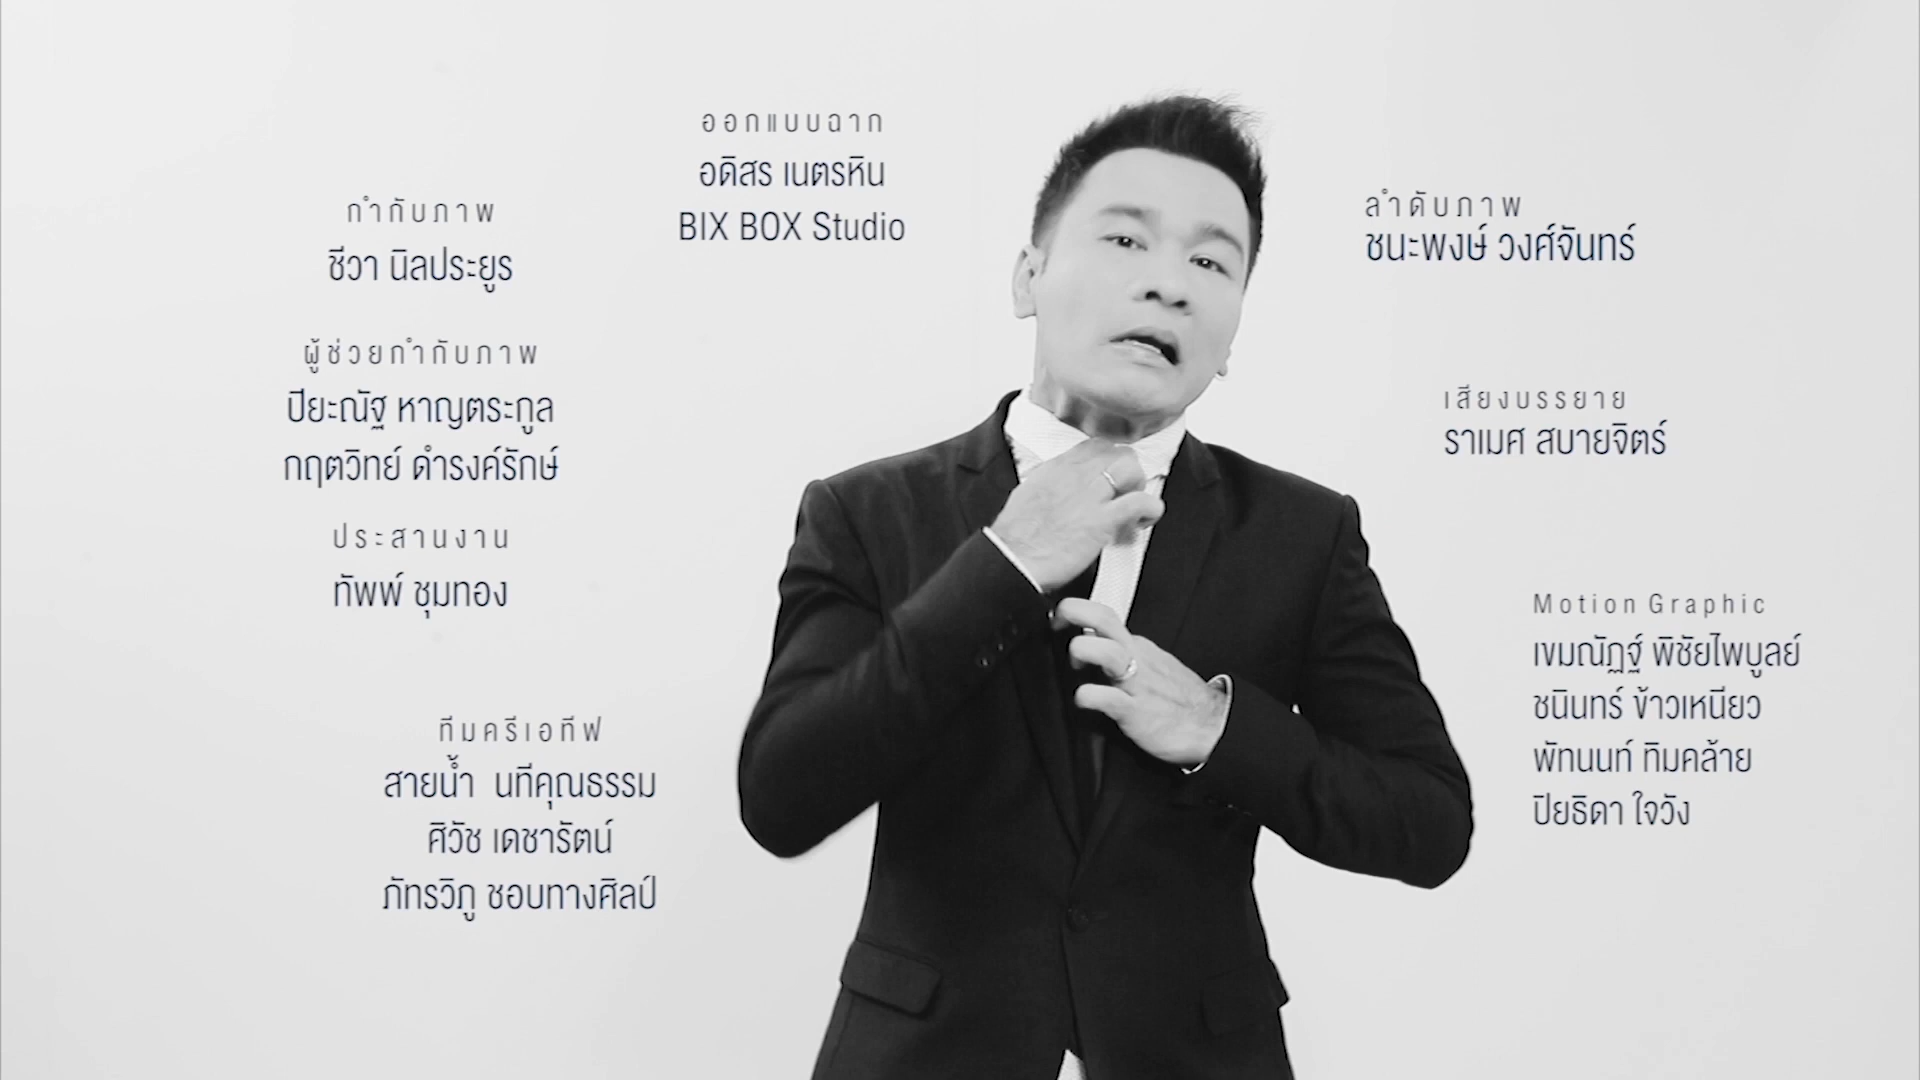 ออกแบบฉาก
อดิสร เนตรหิน
BIX BOX Studio
กำกับภาพ
ชีวา นิลประยูร
ผู้ช่วยกำกับภาพ
ปิยะณัฐ หาญตระกูล
กฤตวิทย์ ดำรงค์รักษ์
ประสานงาน
ทัพพ์ ชุมทอง
ทีมครีเอทีฟ
สายน้ำ นทีคุณธรรม
ศิวัช เดชารัตน์
ภัทรวิภู ชอบทางศิลป์
ลำดับภาพ
ชนะพงษ์ วงศ์จันทร์
เสียงบรรยาย
ราเมศ สบายจิตร์
Motion Graphic
เขมณัฏฐ์ พิชัยไพบูลย์
ชนินทร์ ข้าวเหนียว
พัทนนท์ ทิมคล้าย
ปิยธิดา ใจวัง